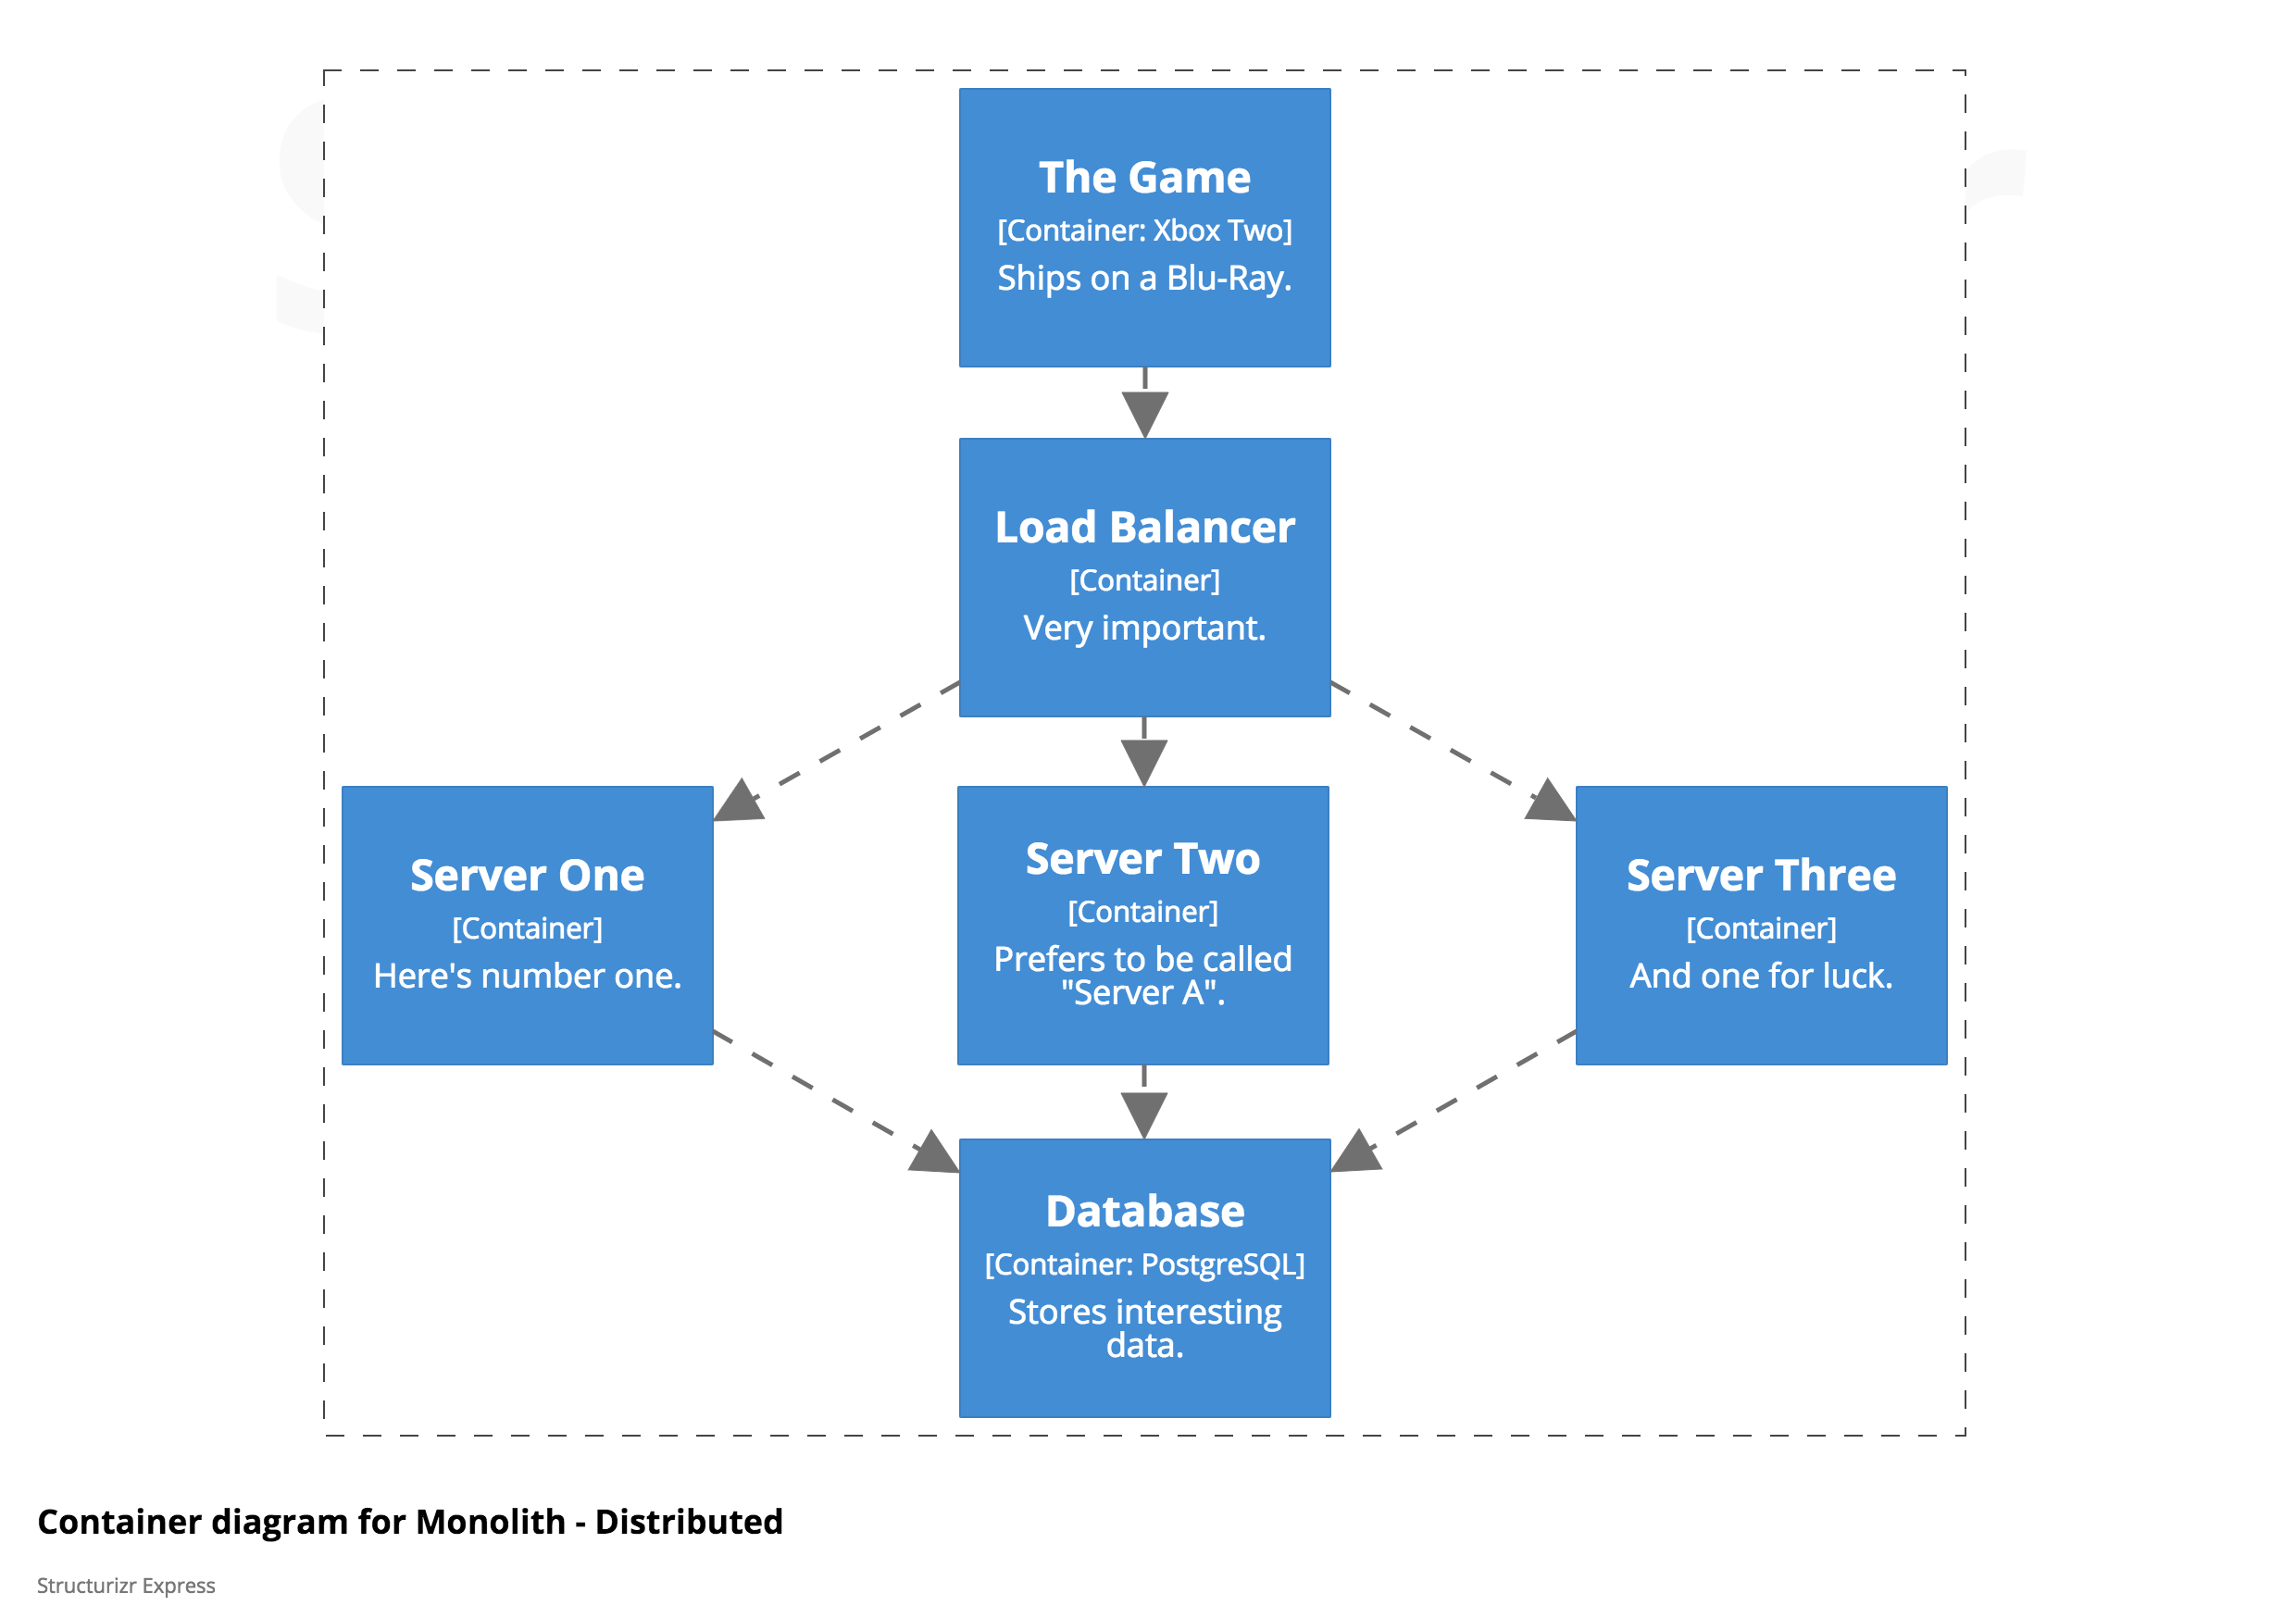 The Game
[Container: Xbox Two]
Ships on a Blu-Ray.
Load Balancer
[Container]
Very important.
Server One
[Container]
Here's number one.
Server Two
[Container]
Prefers to be called
"Server A".
Server Three
[Container]
And one for luck.
Database
[Container: PostgreSQL]
Stores interesting
data.
Container diagram for Monolith - Distributed
Structurizr Express